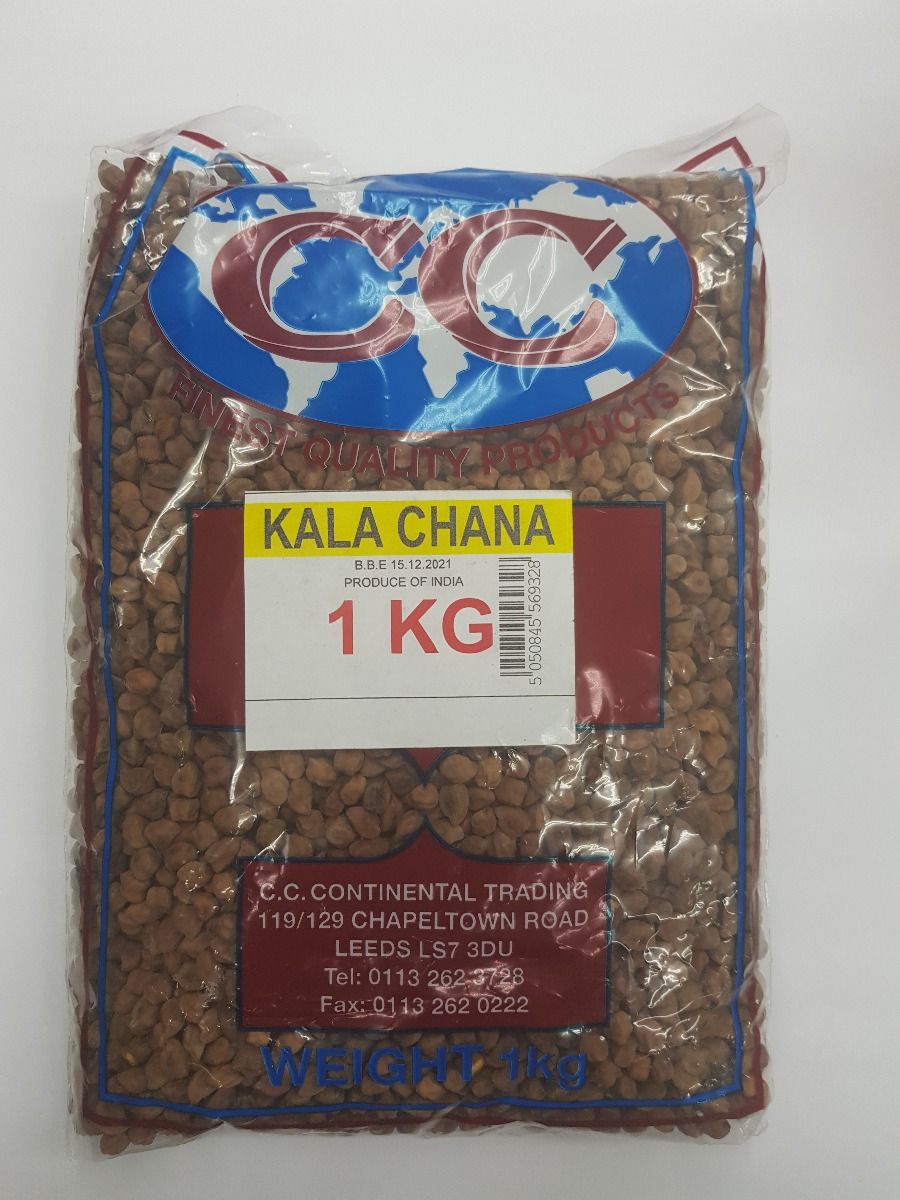 CC
FINEST QUALITY PRODUCTS
KALA CHANA
B.B.E 15.12.2021
PRODUCE OF INDIA
1 KG
5 050845 569328
C.C. CONTINENTAL TRADING
119/129 CHAPELTOWN ROAD
LEEDS LS7 3DU
Tel: 0113 262 3728
Fax: 0113 262 0222
WEIGHT 1kg